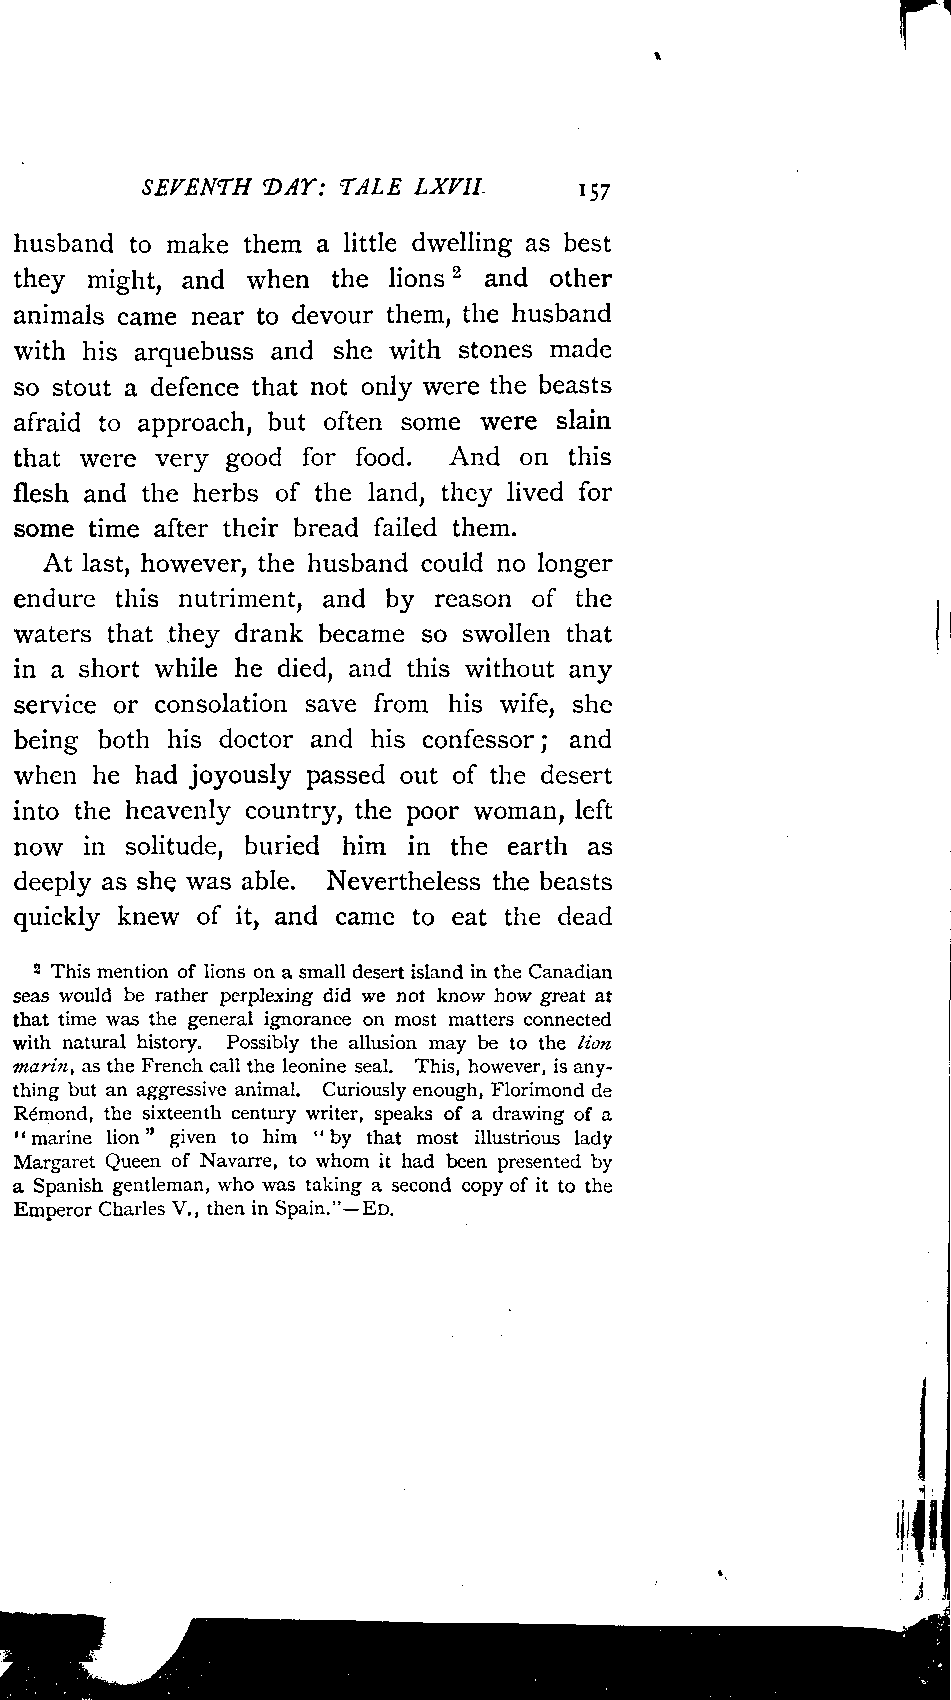 SEVENTH DAY: TALE LXVII. 157
husband to make them a little dwelling as best
they might, and when the lions ² and other
animals came near to devour them, the husband
with his arquebuss and she with stones made
so stout a defence that not only were the beasts
afraid to approach, but often some were slain
that were very good for food. And on this
flesh and the herbs of the land, they lived for
some time after their bread failed them.
At last, however, the husband could no longer
endure this nutriment, and by reason of the
waters that they drank became so swollen that
in a short while he died, and this without any
service or consolation save from his wife, she
being both his doctor and his confessor; and
when he had joyously passed out of the desert
into the heavenly country, the poor woman, left
now in solitude, buried him in the earth as
deeply as she was able. Nevertheless the beasts
quickly knew of it, and came to eat the dead
² This mention of lions on a small desert island in the Canadian
seas would be rather perplexing did we not know how great at
that time was the general ignorance on most matters connected
with natural history. Possibly the allusion may be to the lion
marin, as the French call the leonine seal. This, however, is any-
thing but an aggressive animal. Curiously enough, Florimond de
Rémond, the sixteenth century writer, speaks of a drawing of a
"marine lion" given to him "by that most illustrious lady
Margaret Queen of Navarre, to whom it had been presented by
a Spanish gentleman, who was taking a second copy of it to the
Emperor Charles V., then in Spain."—ED.